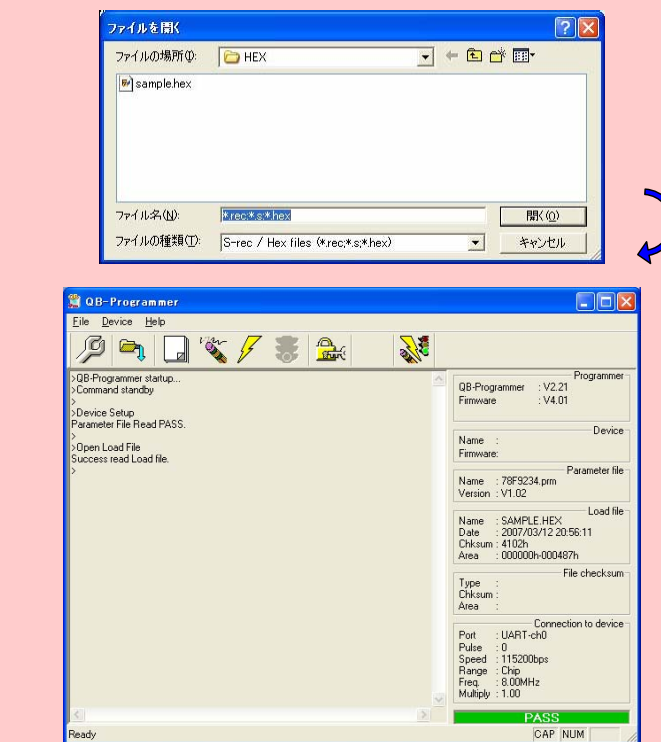 ファイルを開く
ファイルの場所(I):
HEX
sample.hex
ファイル名(N):
*.rec;*.s;*.hex
開く(O)
ファイルの種類(T):
S-rec / Hex files (*.rec;*.s;*.hex)
キャンセル
QB-Programmer
File Device Help
>QB-Programmer startup...
>Command standby
>
>Device Setup
Parameter File Read PASS.
>
>Open Load File
Success read Load file.
>
Programmer
QB-Programmer : V2.21
Firmware : V4.01
Device
Name :
Firmware:
Parameter file
Name : 78F9234.prm
Version : V1.02
Load file
Name : SAMPLE.HEX
Date : 2007/03/12 20:56:11
Chksum : 4102h
Area : 000000h-000487h
File checksum
Type :
Chksum :
Area :
Connection to device
Port : UART-ch0
Pulse : 0
Speed : 115200bps
Range : Chip
Freq. : 8.00MHz
Multiply : 1.00
PASS
Ready
CAP NUM